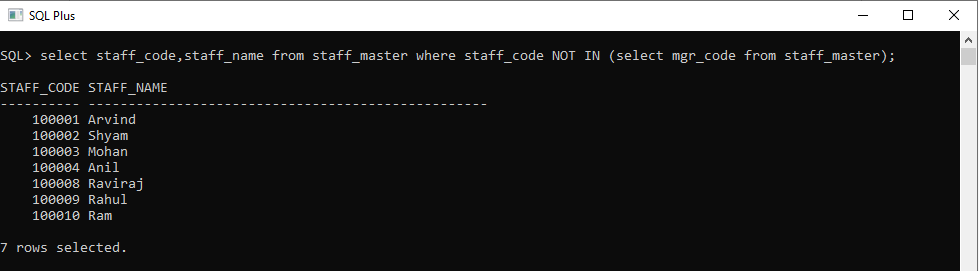 SQL Plus
SQL> select staff_code,staff_name from staff_master where staff_code NOT IN (select mgr_code from staff_master);
STAFF_CODE STAFF_NAME
---------- --------------------------------------------------
100001 Arvind
100002 Shyam
100003 Mohan
100004 Anil
100008 Raviraj
100009 Rahul
100010 Ram
7 rows selected.